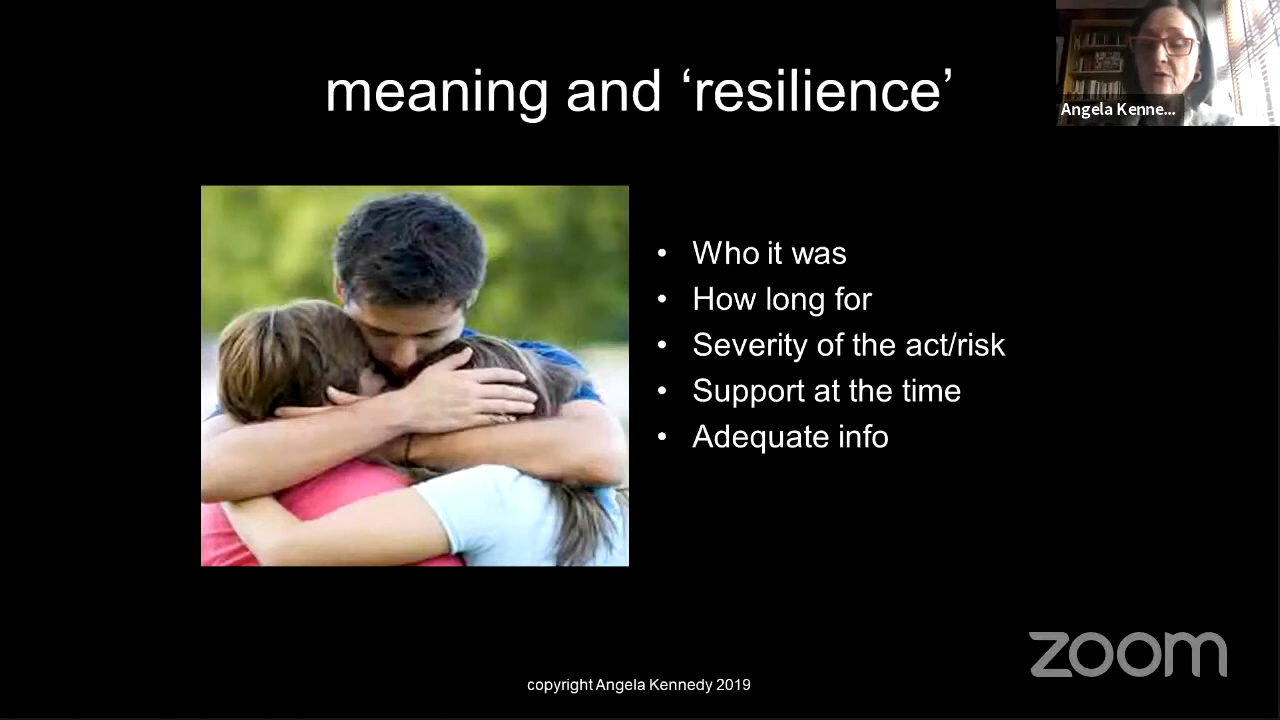 meaning and ‘resilience’
Angela Kenne...
• Who it was
• How long for
• Severity of the act/risk
• Support at the time
• Adequate info
zoom
copyright Angela Kennedy 2019